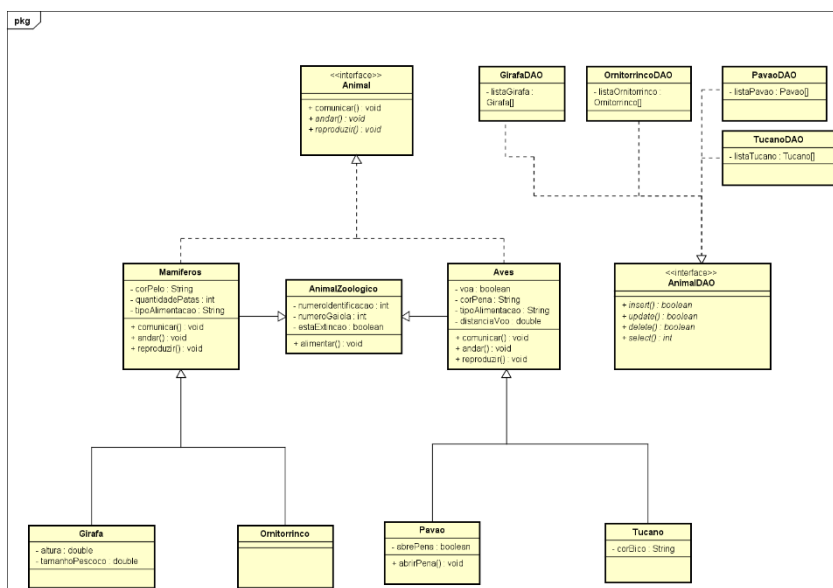 pkg
<<interface>>
Animal
+ comunicar() : void
+ andar() : void
+ reproduzir() : void
GirafaDAO
- listaGirafa :
Girafa[]
OrnitorrincoDAO
- listaOrnitorrinco :
Ornitorrinco[]
PavaoDAO
- listaPavao : Pavao[]
TucanoDAO
- listaTucano : Tucano[]
Mamiferos
- corPelo : String
- quantidadePatas : int
- tipoAlimentacao : String
+ comunicar() : void
+ andar() : void
+ reproduzir() : void
AnimalZoologico
- numeroIdentificacao : int
- numeroGaiola : int
- estaExtincao : boolean
+ alimentar() : void
Aves
- voa : boolean
- corPena : String
- tipoAlimentacao : String
- distanciaVoo : double
+ comunicar() : void
+ andar() : void
+ reproduzir() : void
<<interface>>
AnimalDAO
+ insert() : boolean
+ update() : boolean
+ delete() : boolean
+ select() : int
Girafa
- altura : double
- tamanhoPescoco : double
Ornitorrinco
Pavao
- abrePena : boolean
+ abrirPena() : void
Tucano
- corBico : String